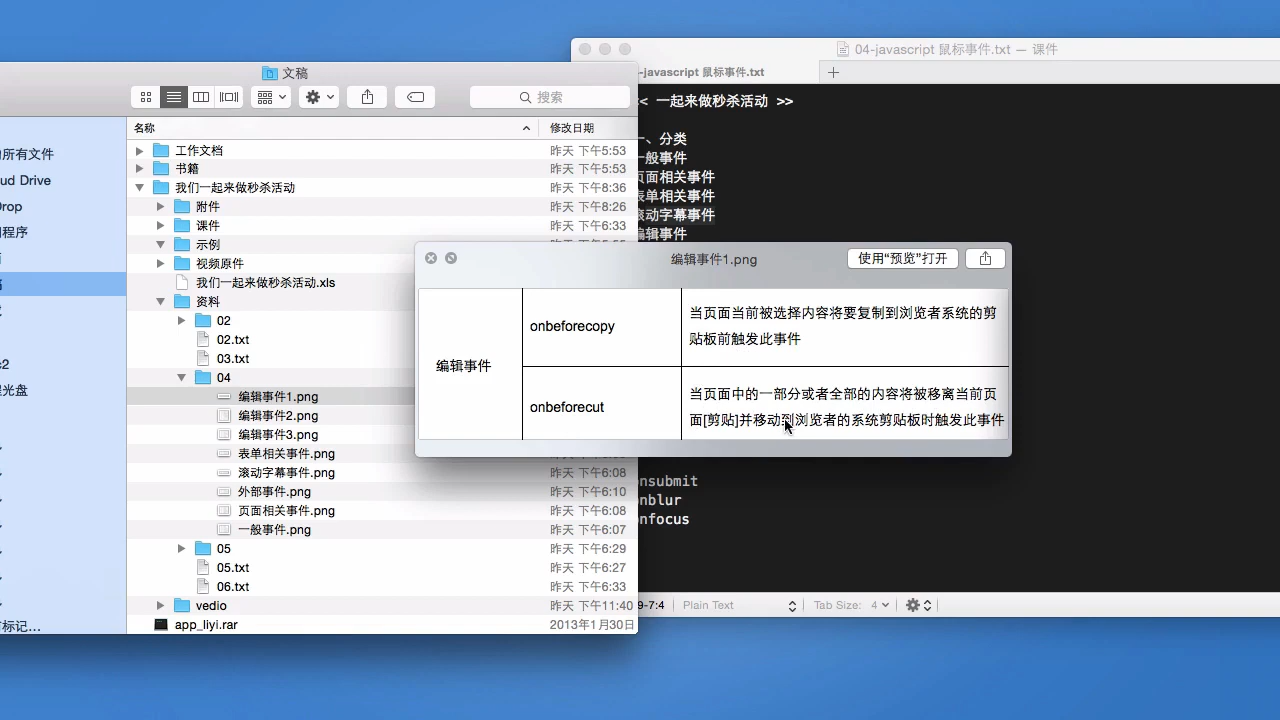 04-javascript 鼠标事件.txt — 课件
文稿
-javascript 鼠标事件.txt
搜索
< 一起来做秒杀活动 >>
名称
修改日期
所有文件
ud Drive
rop
程序
c2
光盘
标记...
工作文档 昨天 下午5:53
书籍 昨天 下午5:53
我们一起来做秒杀活动 昨天 下午8:36
附件 昨天 下午8:26
课件 昨天 下午6:33
示例
视频原件
我们一起来做秒杀活动.xls
资料
02
02.txt
03.txt
04
编辑事件1.png
编辑事件2.png
编辑事件3.png
表单相关事件.png
滚动字幕事件.png 昨天 下午6:08
外部事件.png 昨天 下午6:10
页面相关事件.png 昨天 下午6:08
一般事件.png 昨天 下午6:07
05 昨天 下午6:29
05.txt 昨天 下午6:27
06.txt 昨天 下午6:33
vedio 昨天 下午11:40
app_liyi.rar 2013年1月30日
、分类
一般事件
页面相关事件
表单相关事件
滚动字幕事件
编辑事件
编辑事件1.png
使用“预览”打开
编辑事件
onbeforecopy
当页面当前被选择内容将要复制到浏览者系统的剪
贴板前触发此事件
onbeforecut
当页面中的一部分或者全部的内容将被移离当前页
面[剪贴]并移动到浏览者的系统剪贴板时触发此事件
nsubmit
nblur
nfocus
9-7:4
Plain Text
Tab Size: 4